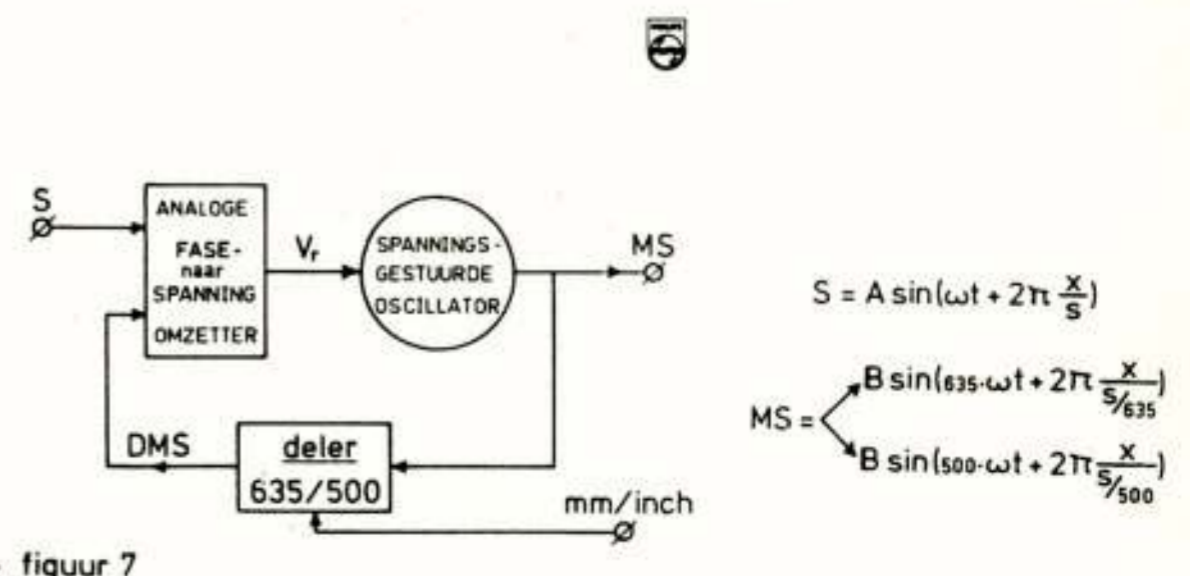 PHILIPS
S
ANALOGE
FASE-
naar
SPANNING
OMZETTER
Vᵣ
SPANNINGS-
GESTUURDE
OSCILLATOR
MS
DMS
deler
635/500
mm/inch
S = A sin(ωt + 2π x/s)
MS =
B sin(635·ωt + 2π x/(s/635))
B sin(500·ωt + 2π x/(s/500))
figuur 7